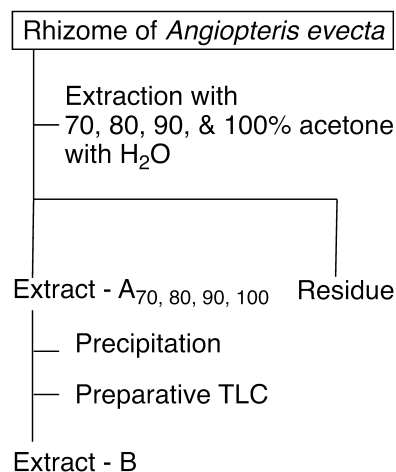 Rhizome of Angiopteris evecta
Extraction with
70, 80, 90, & 100% acetone
with H₂O
Extract - A₇₀, ₈₀, ₉₀, ₁₀₀ Residue
Precipitation
Preparative TLC
Extract - B